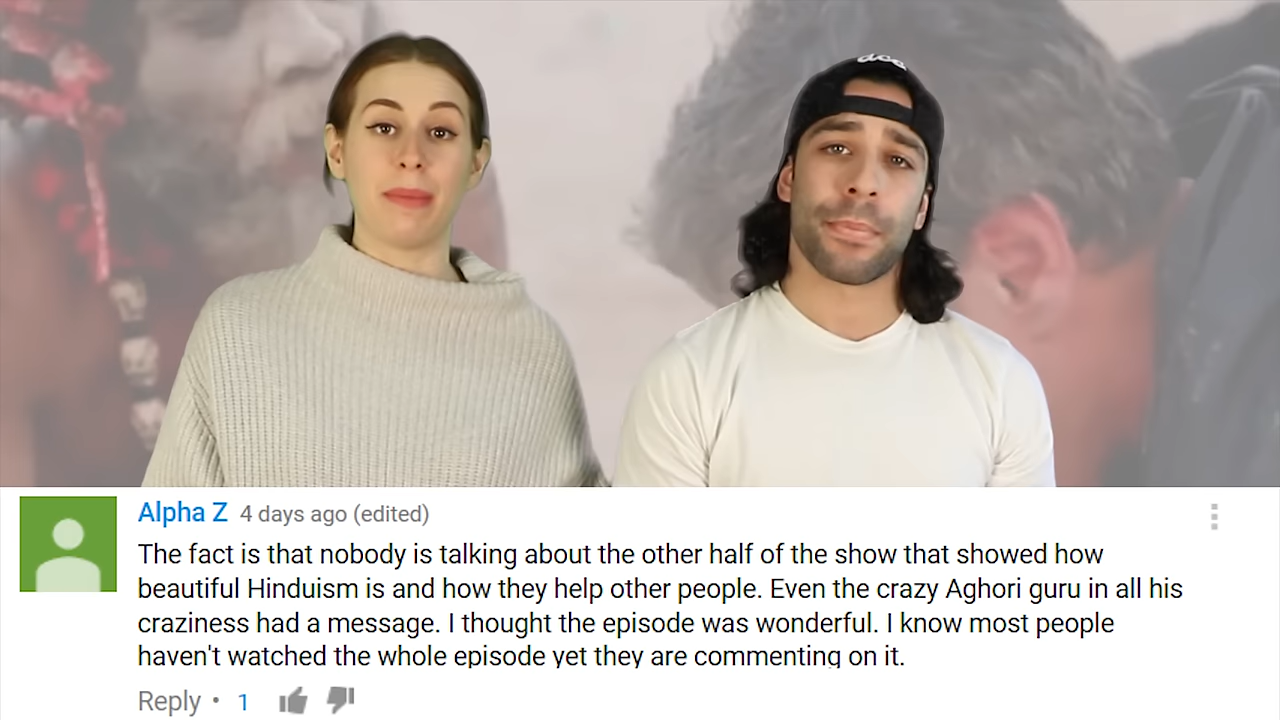 ace
Alpha Z 4 days ago (edited)
The fact is that nobody is talking about the other half of the show that showed how
beautiful Hinduism is and how they help other people. Even the crazy Aghori guru in all his
craziness had a message. I thought the episode was wonderful. I know most people
haven't watched the whole episode yet they are commenting on it.
Reply • 1